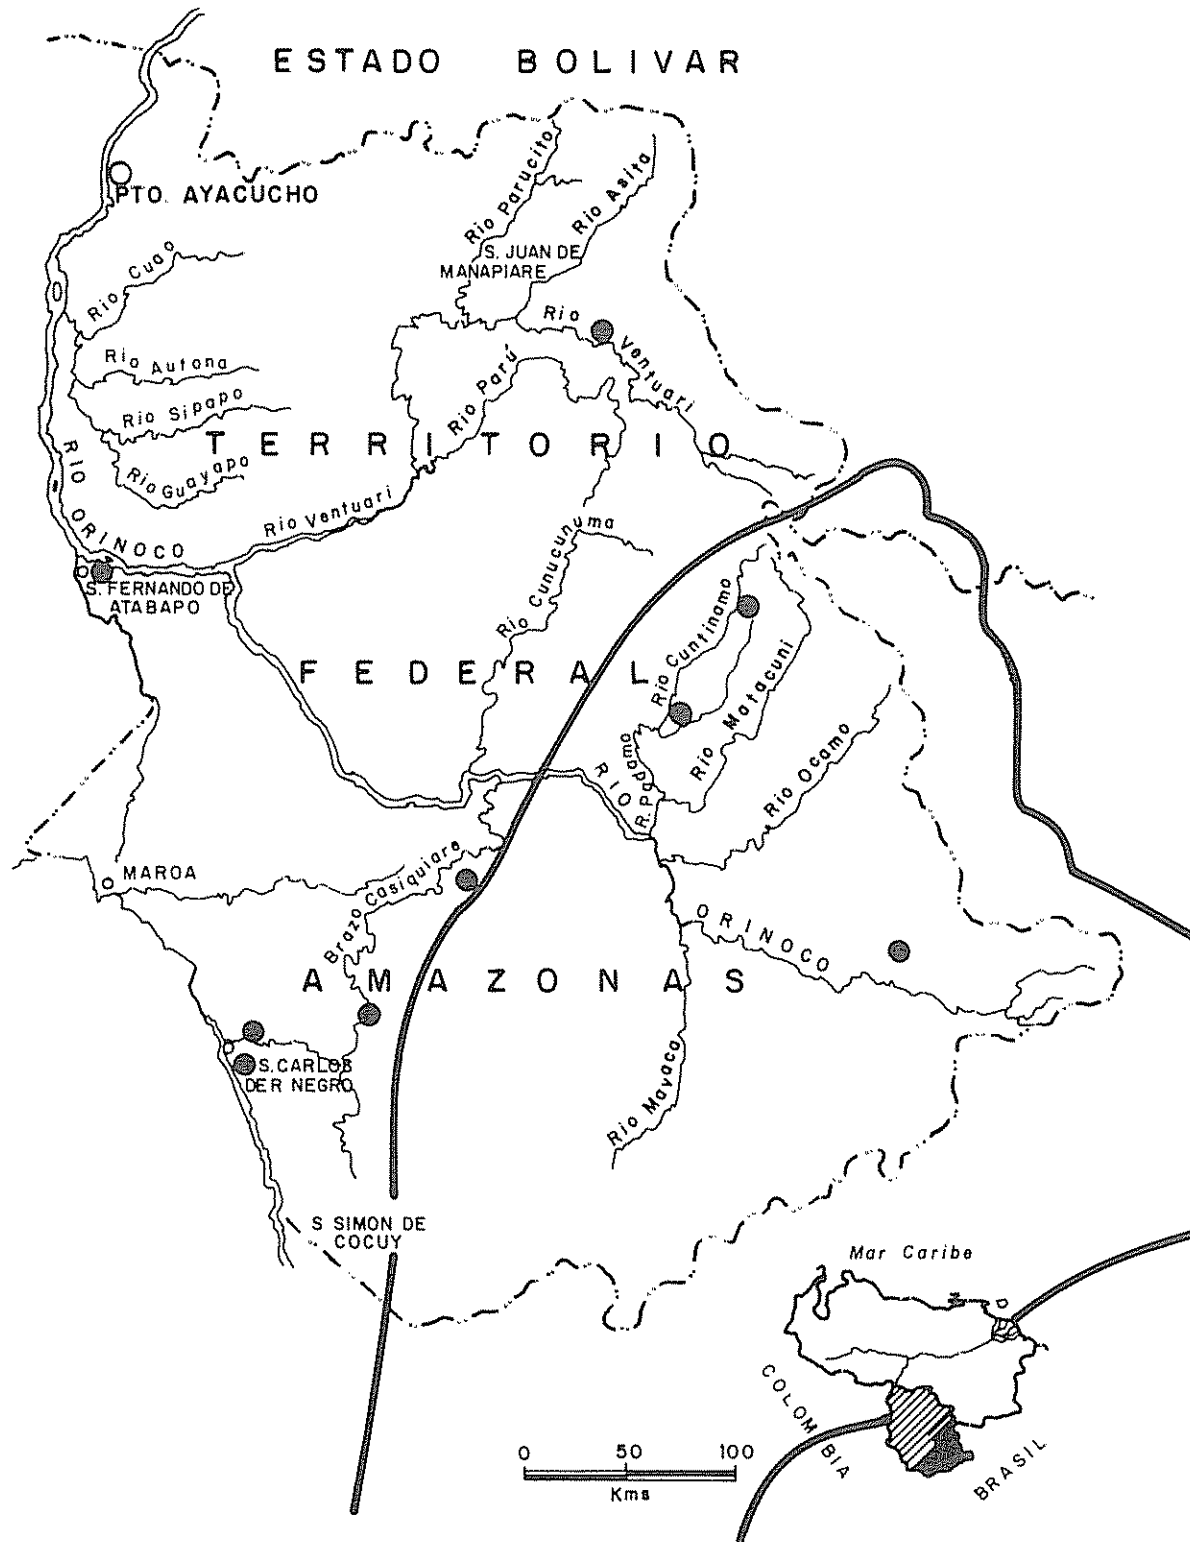 ESTADO BOLIVAR
PTO. AYACUCHO
Rio Parucito
Rio Asita
S. JUAN DE
MANAPIARE
Rio Cuao
Rio Ventuari
Rio Autana
Rio Parú
Rio Sipapo
TERRITORIO
Rio Guayapo
RIO ORINOCO
Rio Ventuari
Rio Cunucunuma
S. FERNANDO DE
ATABAPO
Rio Cuntinamo
FEDERAL
Rio Matacuni
R. Padamo
Rio Ocamo
RIO
MAROA
Brazo Casiquiare
ORINOCO
AMAZONAS
S. CARLOS
DE R NEGRO
Rio Mavaca
S SIMON DE
COCUY
Mar Caribe
COLOMBIA
BRASIL
0 50 100
Kms